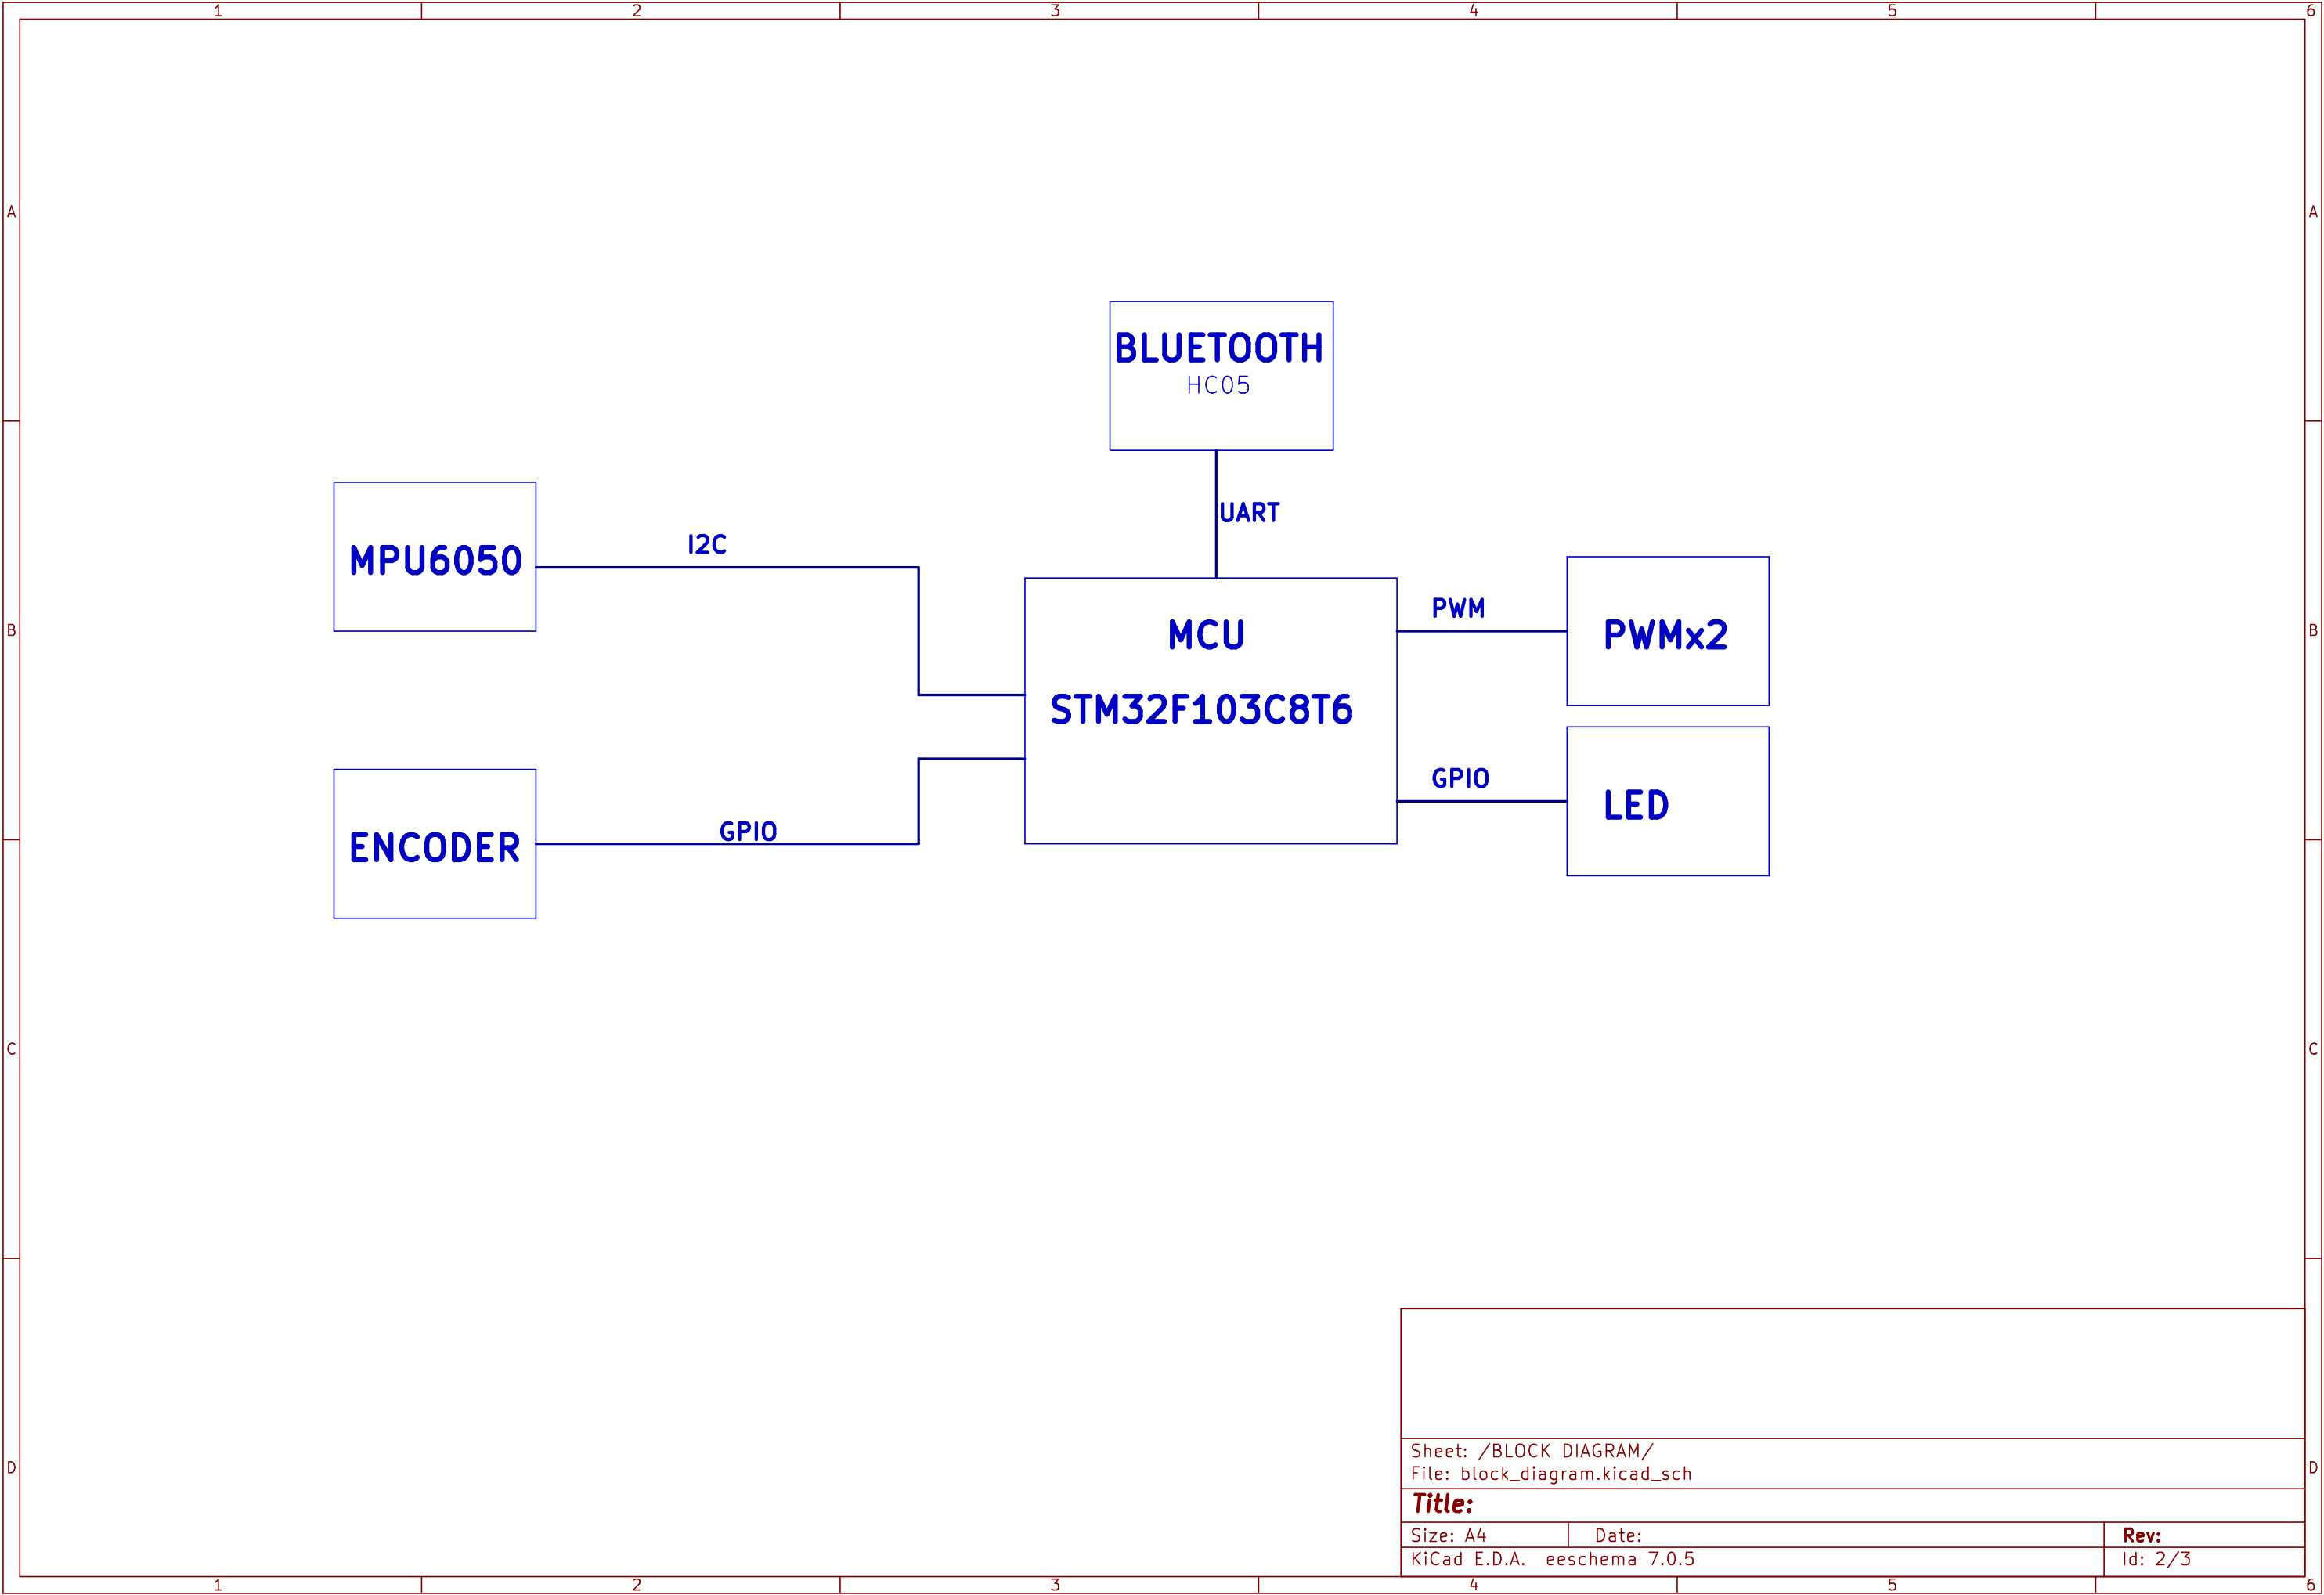 1 2 3 4 5 6
A A
BLUETOOTH
HC05
UART
I2C
MPU6050
PWM
B B
MCU
PWMx2
STM32F103C8T6
GPIO
LED
GPIO
ENCODER
C C
Sheet: /BLOCK DIAGRAM/
File: block_diagram.kicad_sch
D D
Title:
Size: A4 Date: Rev:
KiCad E.D.A. eeschema 7.0.5 Id: 2/3
1 2 3 4 5 6